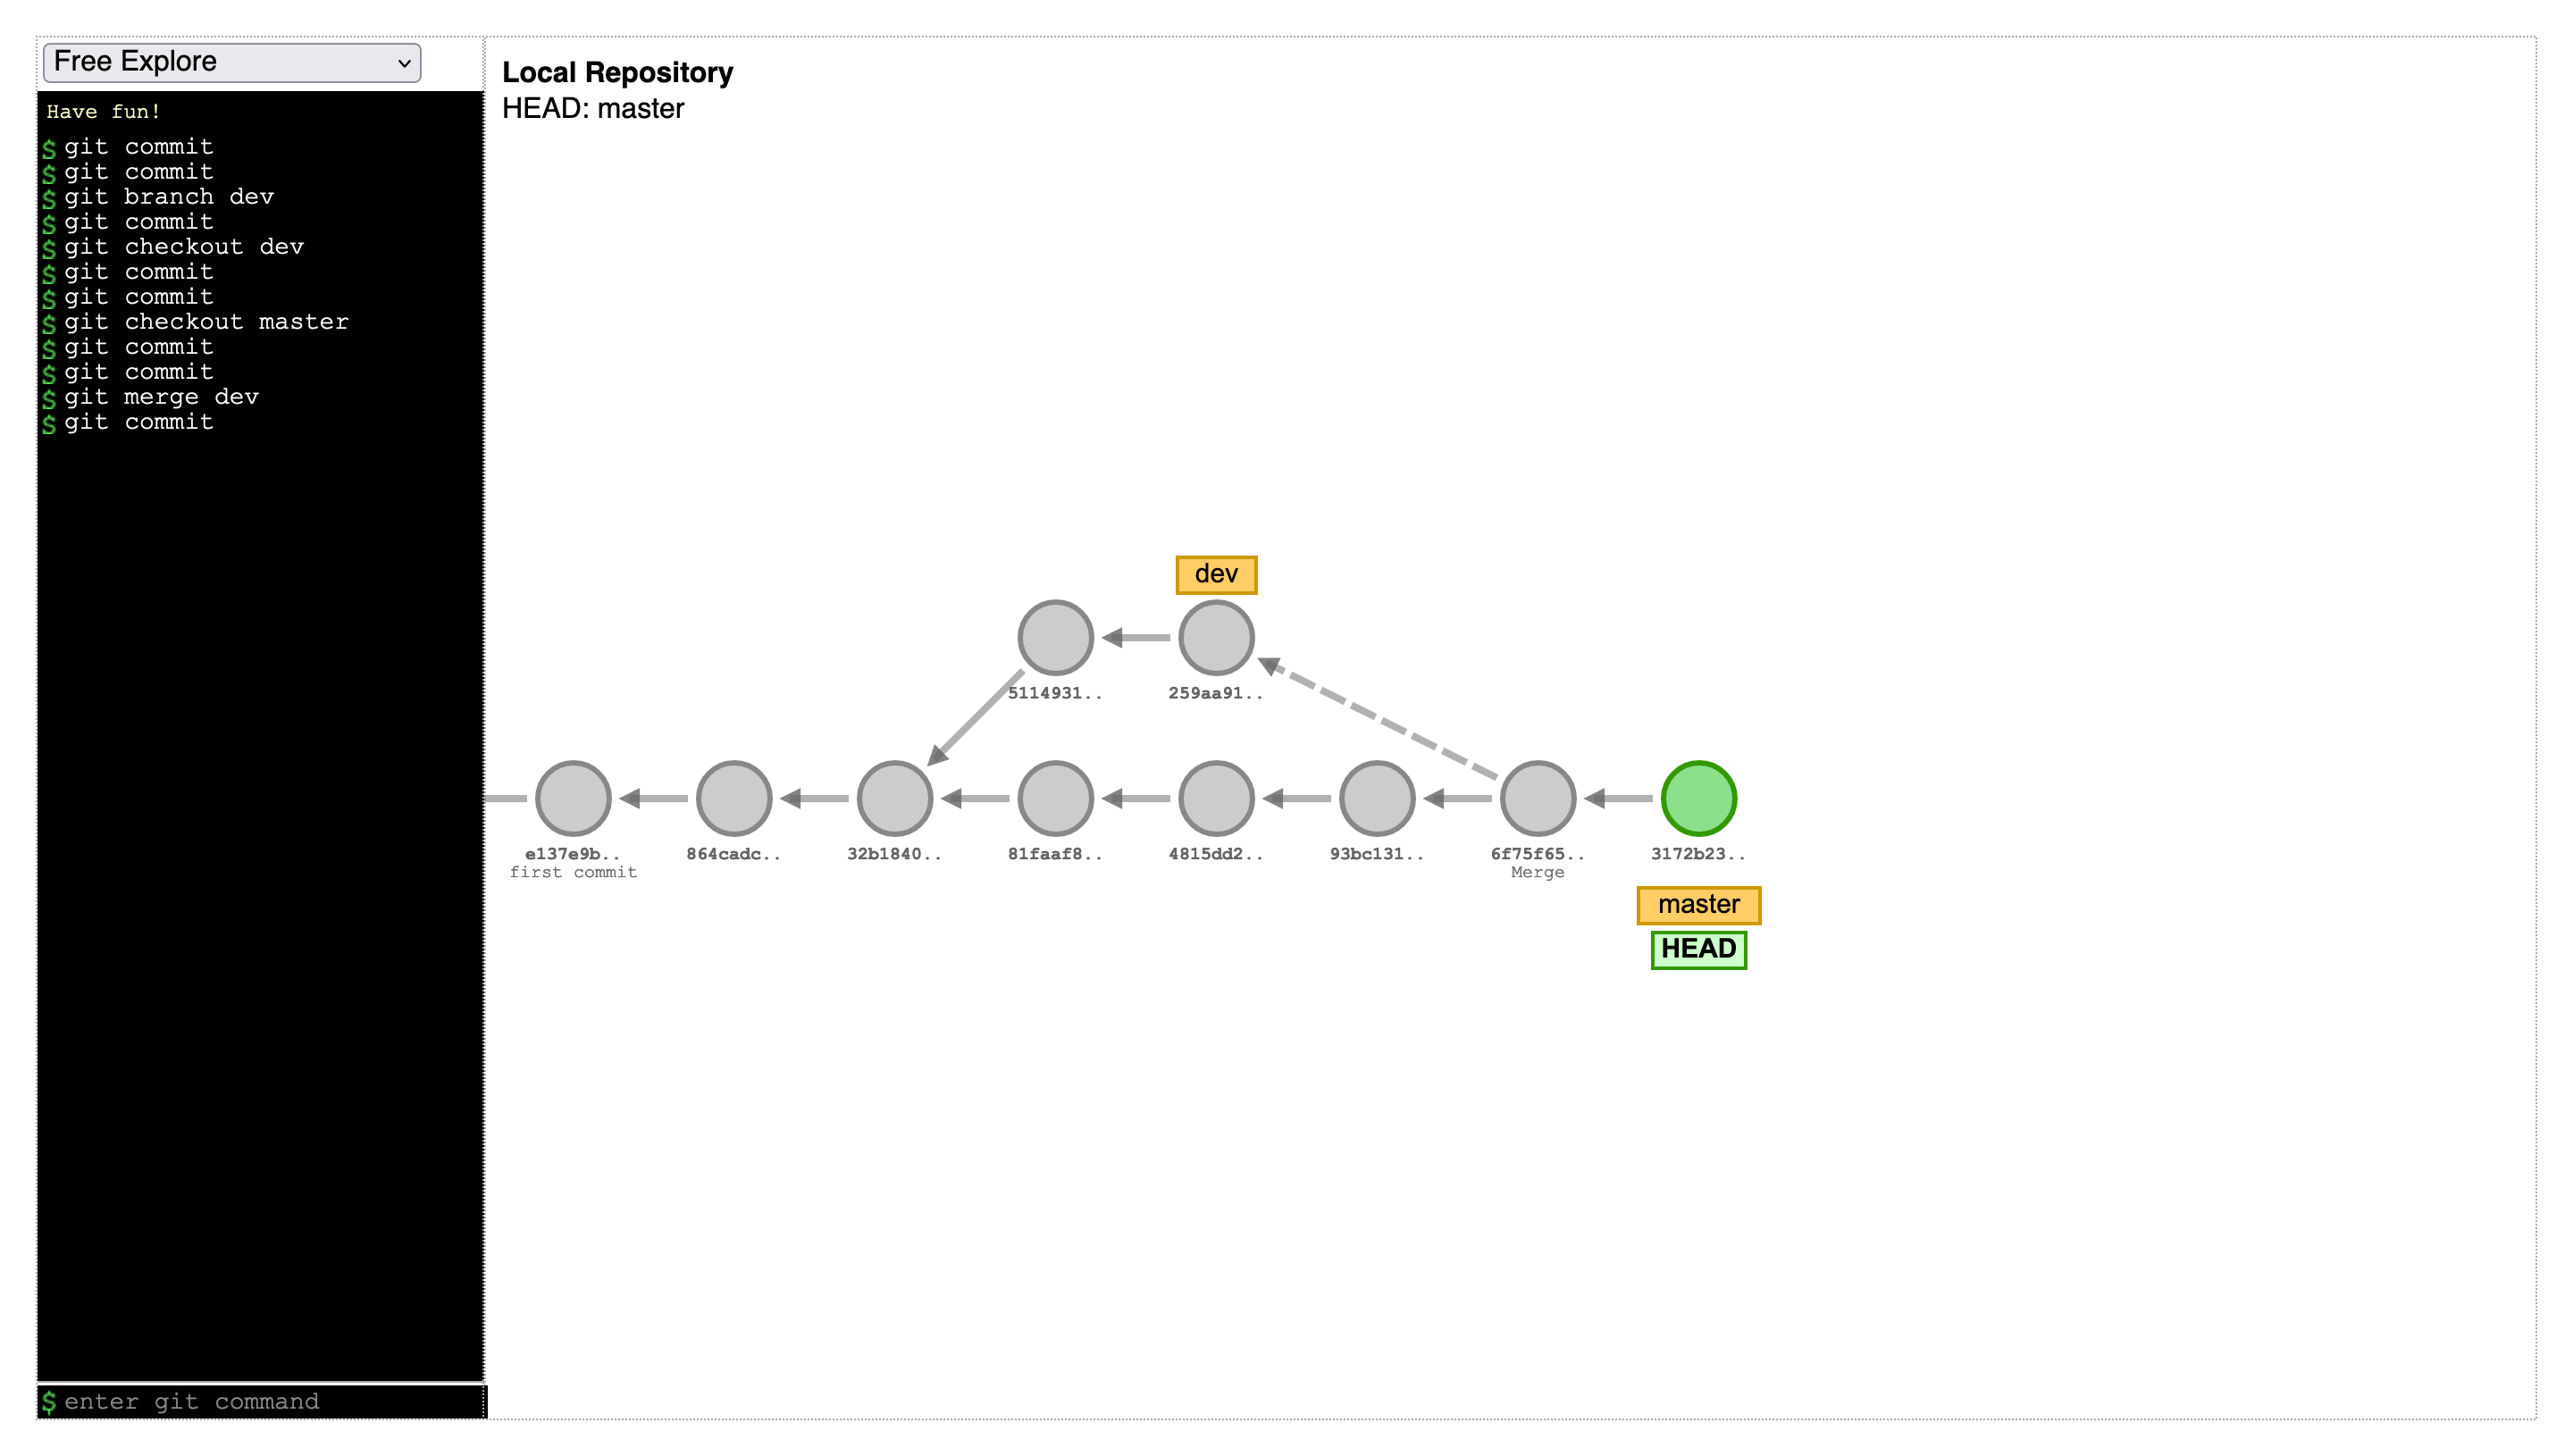 Free Explore
Have fun!
$ git commit
$ git commit
$ git branch dev
$ git commit
$ git checkout dev
$ git commit
$ git commit
$ git checkout master
$ git commit
$ git commit
$ git merge dev
$ git commit
$ enter git command
Local Repository
HEAD: master
dev
5114931..
259aa91..
e137e9b..
first commit
864cadc..
32b1840..
81faaf8..
4815dd2..
93bc131..
6f75f65..
Merge
3172b23..
master
HEAD